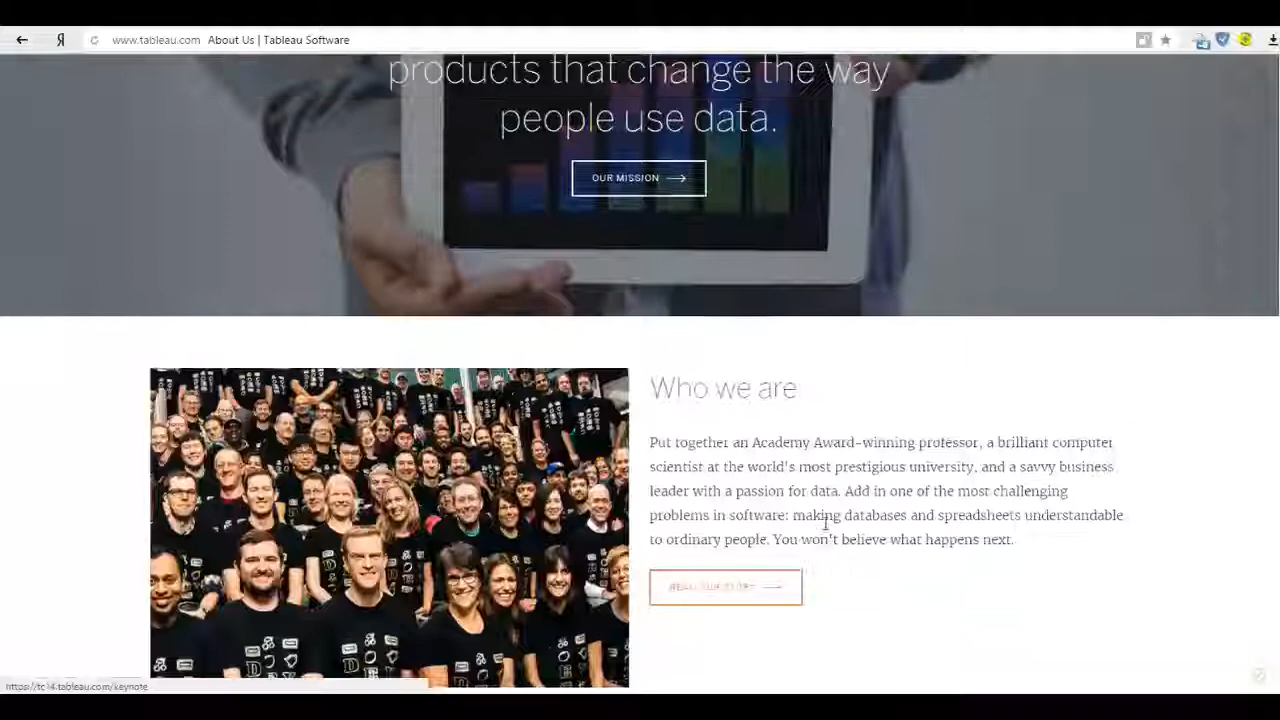 Я www.tableau.com About Us | Tableau Software
products that change the way
people use data.
OUR MISSION
Who we are
Put together an Academy Award-winning professor, a brilliant computer
scientist at the world's most prestigious university, and a savvy business
leader with a passion for data. Add in one of the most challenging
problems in software: making databases and spreadsheets understandable
to ordinary people. You won't believe what happens next.
READ OUR STORY
https://tc14.tableau.com/keynote